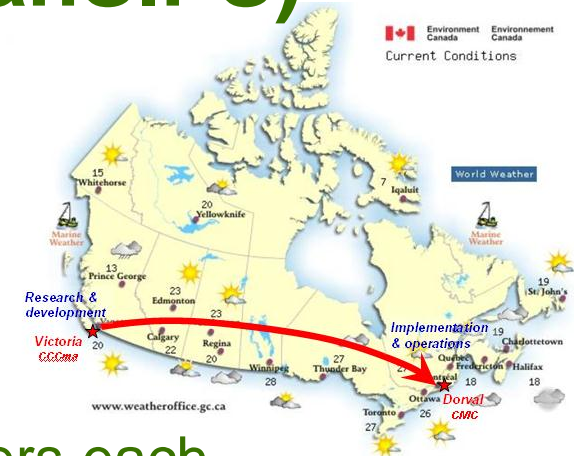 Environment
Canada
Environnement
Canada
Current Conditions
World Weather
15
Whitehorse
7
Iqaluit
20
Yellowknife
Marine
Weather
Marine
Weather
13
Prince George
23
Edmonton
19
St. John's
Research &
development
23
Implementation
& operations
19
Charlottetown
Victoria
CCCma
20
Calgary
22
Regina
20
Winnipeg
28
27
Thunder Bay
Québec
Fredericton
Halifax
18
18
Ottawa
Dorval
CMC
Toronto
26
27
www.weatheroffice.gc.ca